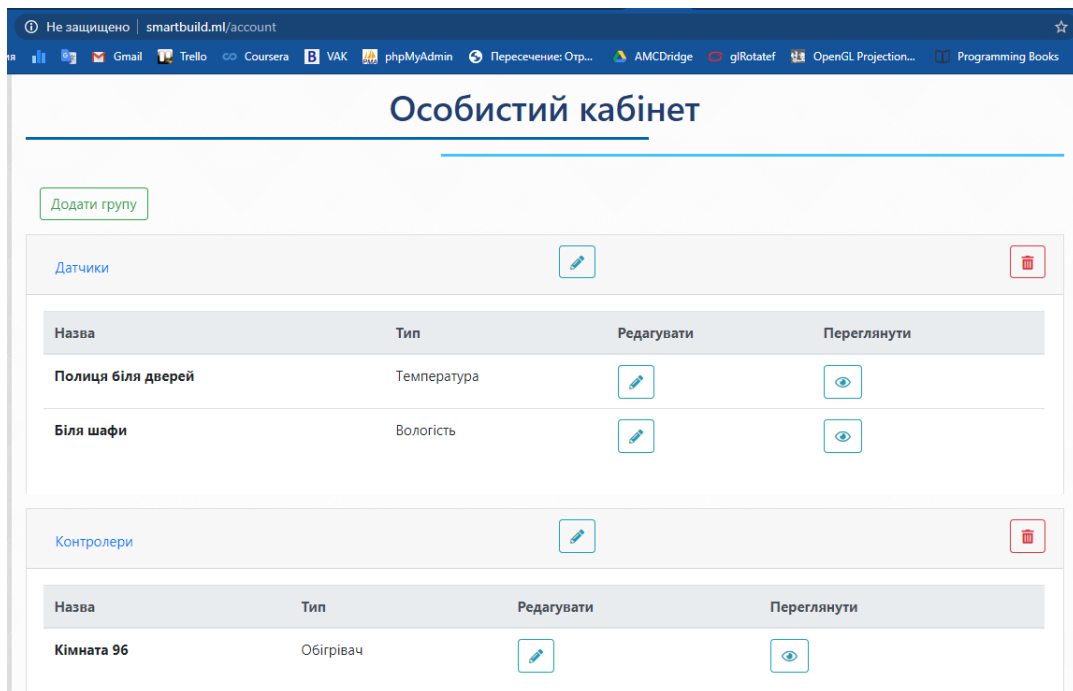 Не защищено | smartbuild.ml/account
ия Gmail Trello Coursera B VAK phpMyAdmin Пересечение: Отр... AMCDridge glRotatef OpenGL Projection... Programming Books
Особистий кабінет
Додати групу
Датчики
Назва Тип Редагувати Переглянути
Полиця біля дверей Температура
Біля шафи Вологість
Контролери
Назва Тип Редагувати Переглянути
Кімната 96 Обігрівач